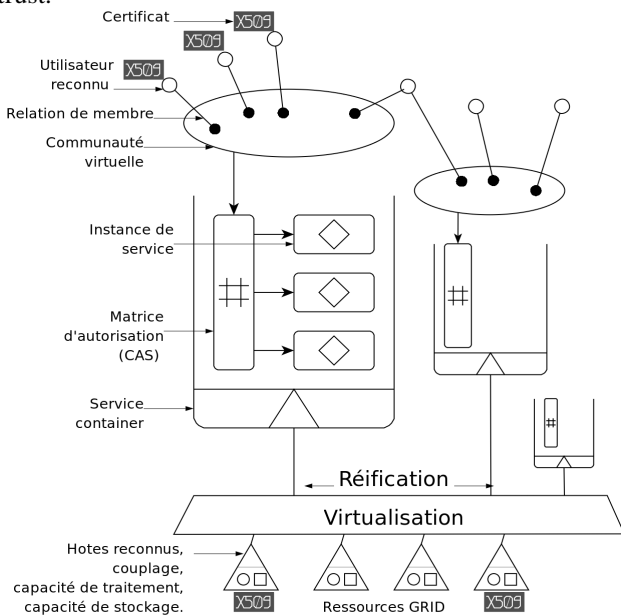 trust.
Certificat
X509
X509
X509
Utilisateur
reconnu
Relation de membre
Communauté
virtuelle
Instance de
service
Matrice
d'autorisation
(CAS)
Service
container
Réification
Virtualisation
Hotes reconnus,
couplage,
capacité de traitement,
capacité de stockage.
X509
Ressources GRID
X509